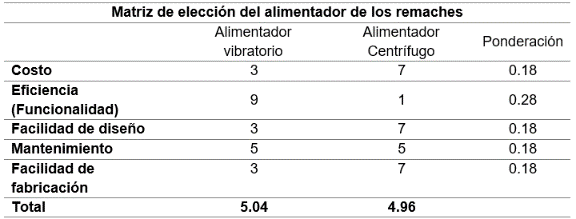 Matriz de elección del alimentador de los remaches
Alimentador vibratorio Alimentador Centrífugo Ponderación
Costo 3 7 0.18
Eficiencia (Funcionalidad) 9 1 0.28
Facilidad de diseño 3 7 0.18
Mantenimiento 5 5 0.18
Facilidad de fabricación 3 7 0.18
Total 5.04 4.96